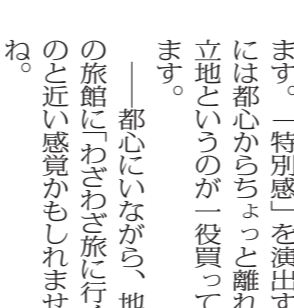 ます。「特別感」を演出す
には都心からちょっと離れ
立地というのが一役買って
ます。
――都心にいながら、地
の旅館に「わざわざ旅に行
のと近い感覚かもしれませ
ね。